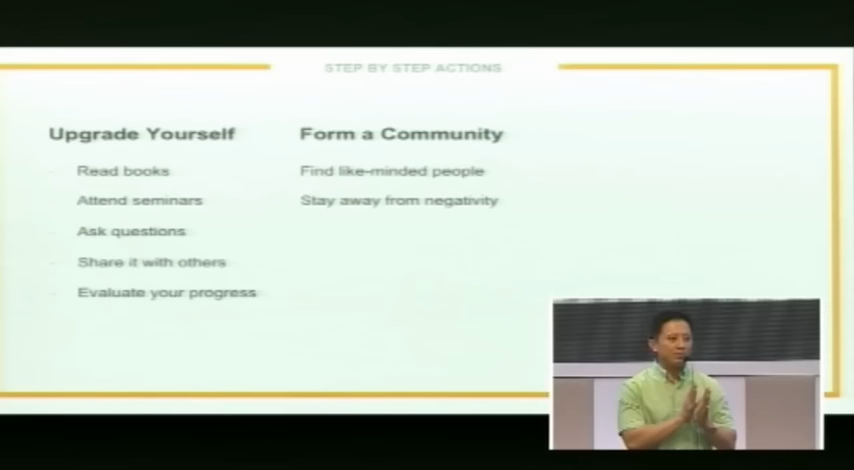 STEP BY STEP ACTIONS
Upgrade Yourself
Read books
Attend seminars
Ask questions
Share it with others
Evaluate your progress
Form a Community
Find like-minded people
Stay away from negativity